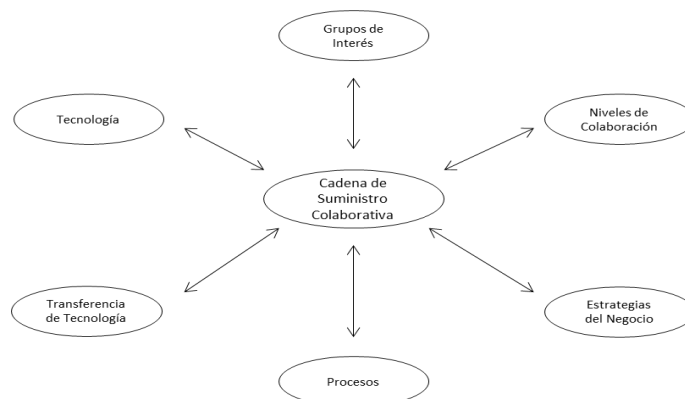 Grupos de
Interés
Tecnología
Niveles de
Colaboración
Cadena de
Suministro
Colaborativa
Transferencia
de Tecnología
Estrategias
del Negocio
Procesos